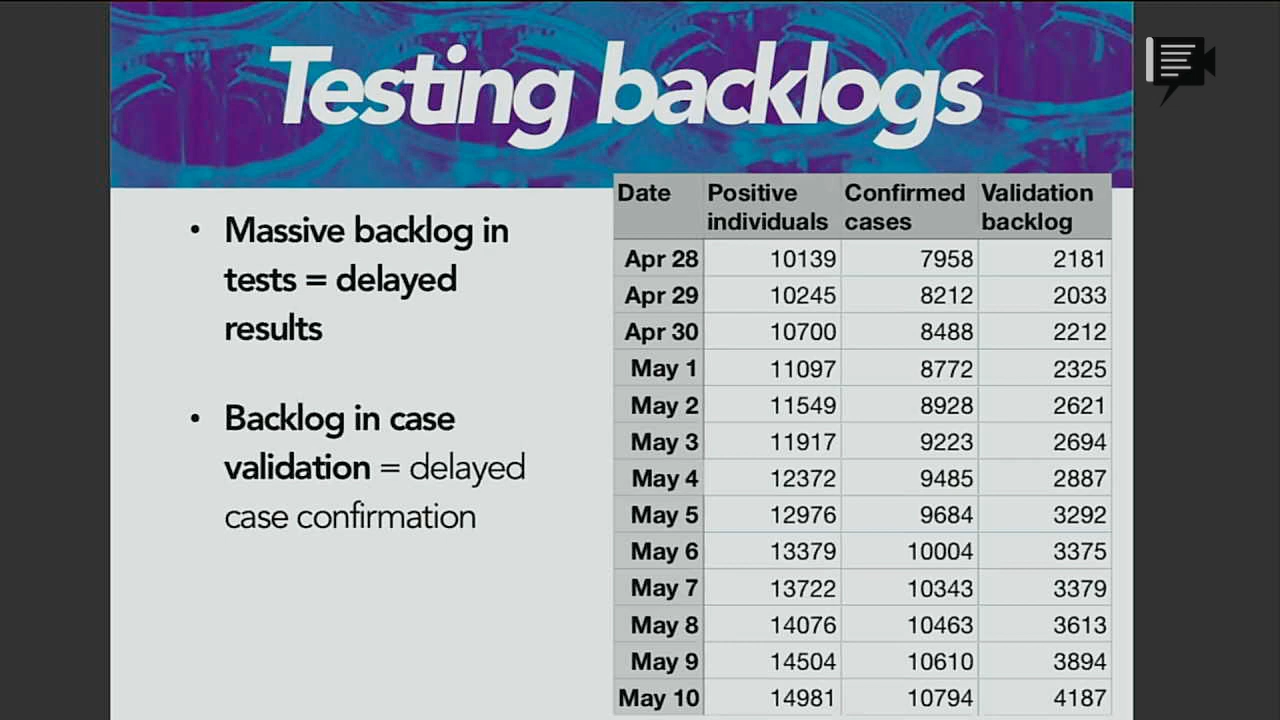 Testing backlogs
• Massive backlog in
tests = delayed
results
• Backlog in case
validation = delayed
case confirmation
Date Positive individuals Confirmed cases Validation backlog
Apr 28 10139 7958 2181
Apr 29 10245 8212 2033
Apr 30 10700 8488 2212
May 1 11097 8772 2325
May 2 11549 8928 2621
May 3 11917 9223 2694
May 4 12372 9485 2887
May 5 12976 9684 3292
May 6 13379 10004 3375
May 7 13722 10343 3379
May 8 14076 10463 3613
May 9 14504 10610 3894
May 10 14981 10794 4187